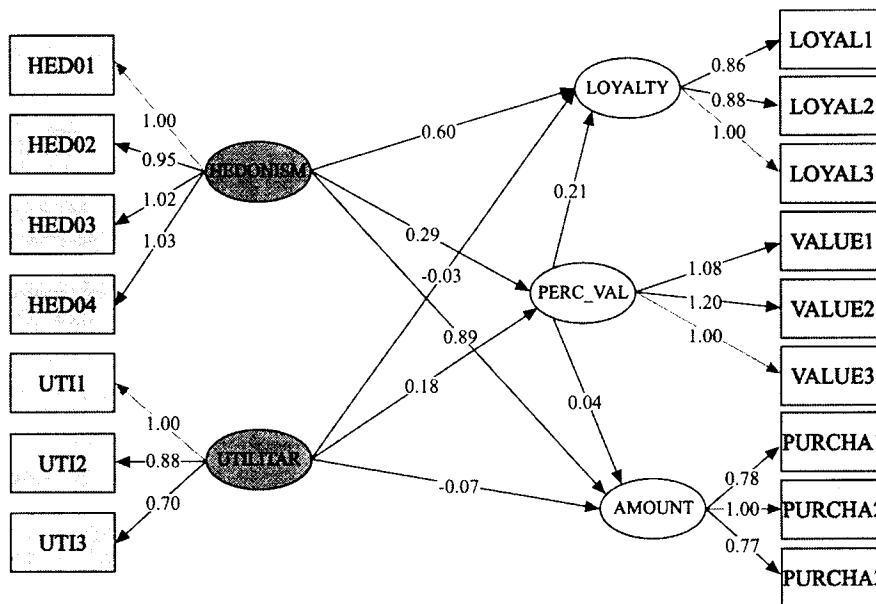 HED01
HED02
HED03
HED04
UTI1
UTI2
UTI3
1.00
0.95
1.02
1.03
1.00
0.88
0.70
HEDONISM
UTILITAR
0.60
0.29
-0.03
0.89
0.18
-0.07
0.21
0.04
LOYALTY
PERC_VAL
AMOUNT
0.86
0.88
1.00
1.08
1.20
1.00
0.78
1.00
0.77
LOYAL1
LOYAL2
LOYAL3
VALUE1
VALUE2
VALUE3
PURCHA1
PURCHA2
PURCHA3